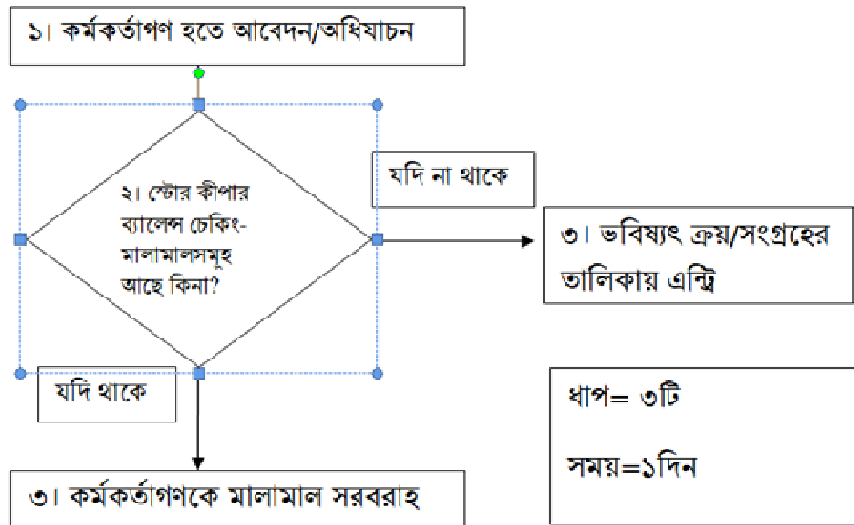 ১। কর্মকর্তাগণ হতে আবেদন/অধিযাচন
২। স্টোর কীপার
ব্যালেন্স চেকিং-
মালামালসমূহ
আছে কিনা?
যদি না থাকে
৩। ভবিষ্যৎ ক্রয়/সংগ্রহের
তালিকায় এন্ট্রি
যদি থাকে
৩। কর্মকর্তাগণকে মালামাল সরবরাহ
ধাপ= ৩টি
সময়=১দিন